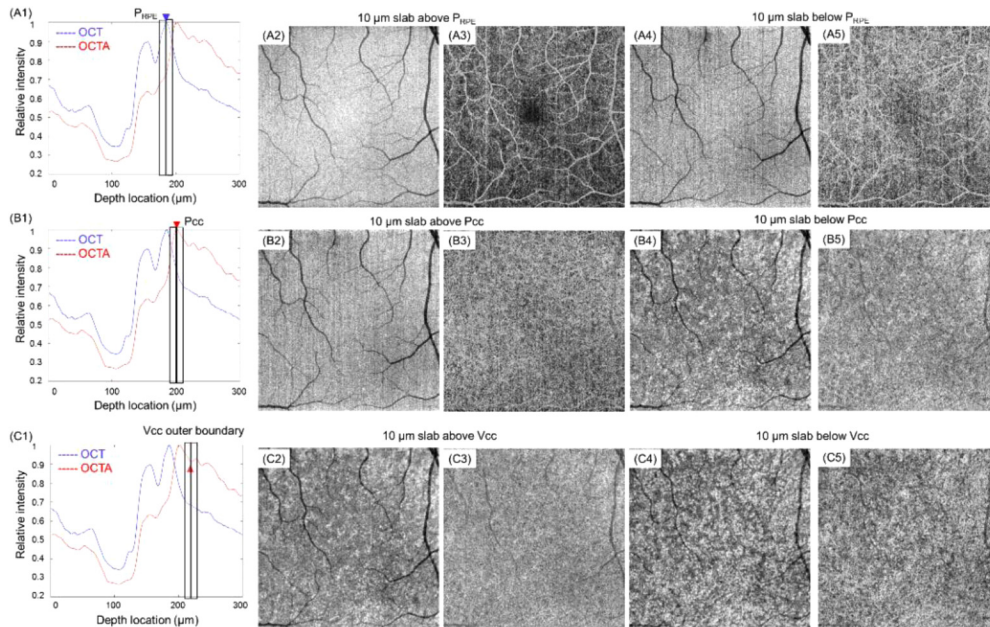 (A1)
P_RPE
OCT
OCTA
Relative intensity
1
0.9
0.8
0.7
0.6
0.5
0.4
0.3
0.2
0 100 200 300
Depth location (µm)
10 µm slab above P_RPE
10 µm slab below P_RPE
(A2)
(A3)
(A4)
(A5)
(B1)
Pcc
OCT
OCTA
Relative intensity
1
0.9
0.8
0.7
0.6
0.5
0.4
0.3
0.2
0 100 200 300
Depth location (µm)
10 µm slab above Pcc
10 µm slab below Pcc
(B2)
(B3)
(B4)
(B5)
Vcc outer boundary
(C1)
OCT
OCTA
Relative intensity
1
0.9
0.8
0.7
0.6
0.5
0.4
0.3
0.2
0 100 200 300
Depth location (µm)
10 µm slab above Vcc
10 µm slab below Vcc
(C2)
(C3)
(C4)
(C5)